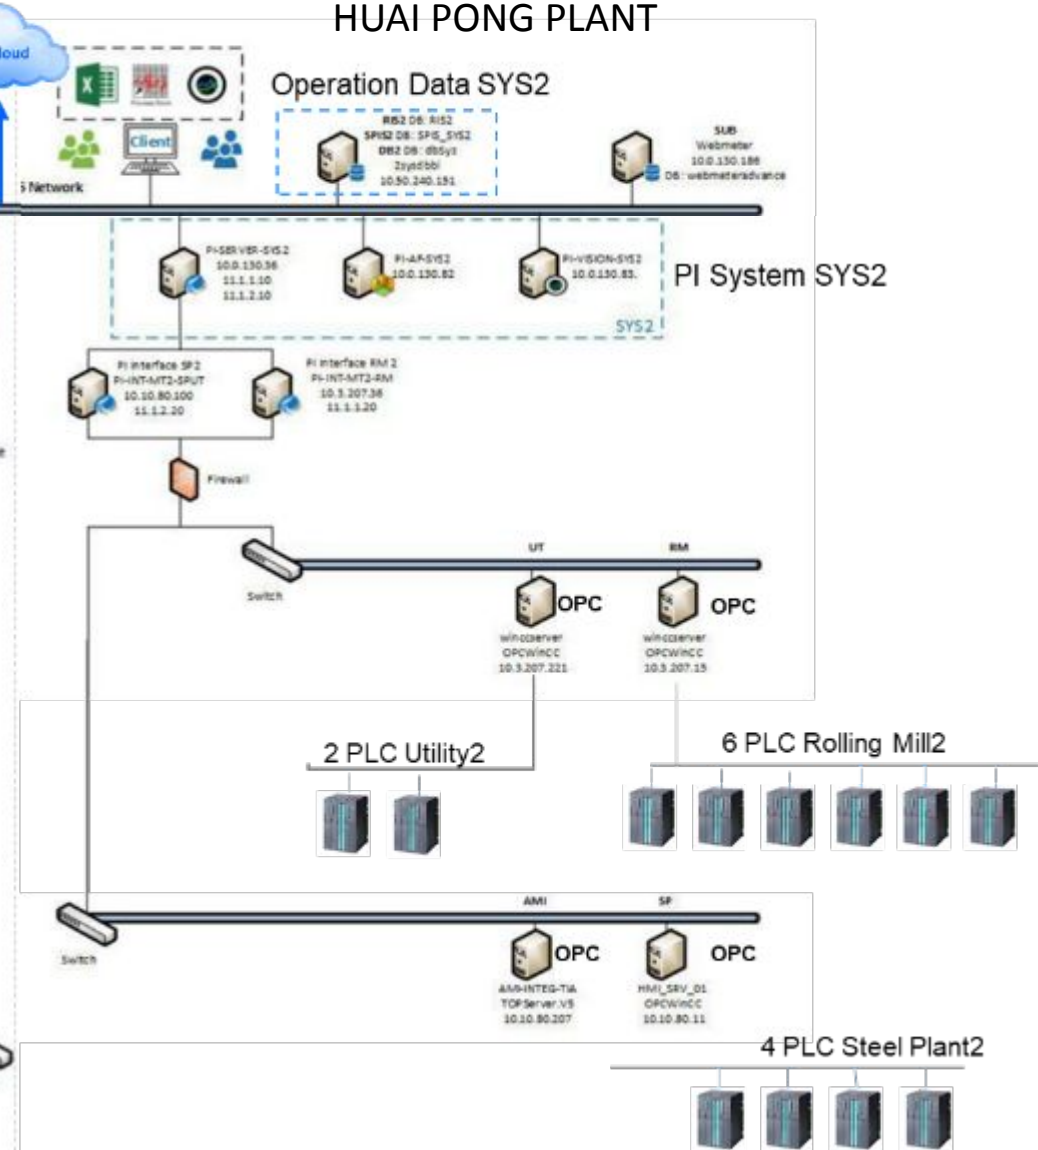 HUAI PONG PLANT
loud
Operation Data SYS2
Client
RIS2 DB: RIS2
SPIS2 DB: SPIS_SYS2
DB2 DB: dbSys
10.50.240.151
SUB
Webmeter
10.0.130.186
DB: webmeteradvance
Network
PI-SERVER-SYS2
10.0.130.36
11.1.1.10
11.1.2.10
PI-AF-SYS2
10.0.130.82
PI-VISION-SYS2
10.0.130.83.
PI System SYS2
SYS2
PI Interface SP2
PI-INT-MT2-SPUT
10.10.80.100
11.1.2.20
PI Interface RM 2
PI-INT-MT2-RM
10.3.207.36
11.1.1.20
Firewall
Switch
UT
RM
OPC
OPC
winccserver
OPCWinCC
10.3.207.221
winccserver
OPCWinCC
10.3.207.15
2 PLC Utility2
6 PLC Rolling Mill2
AMI
SP
OPC
OPC
Switch
AMI-INTEG-TIA
TOPServer.V5
10.10.80.207
HMI_SRV_01
OPCWinCC
10.10.80.11
4 PLC Steel Plant2